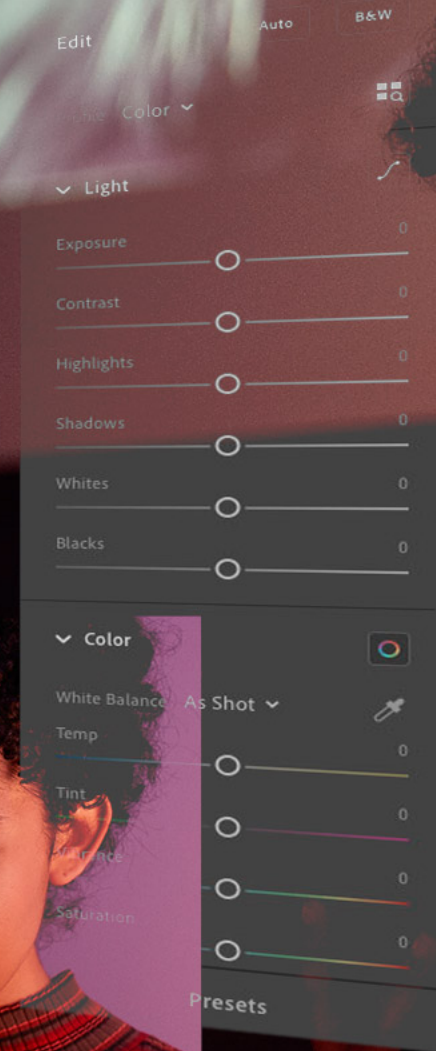 Edit
Auto
B&W
Color
Light
Exposure
0
Contrast
0
Highlights
0
Shadows
0
Whites
0
Blacks
0
Color
White Balance As Shot
Temp
0
Tint
0
Vibrance
0
Saturation
0
Presets